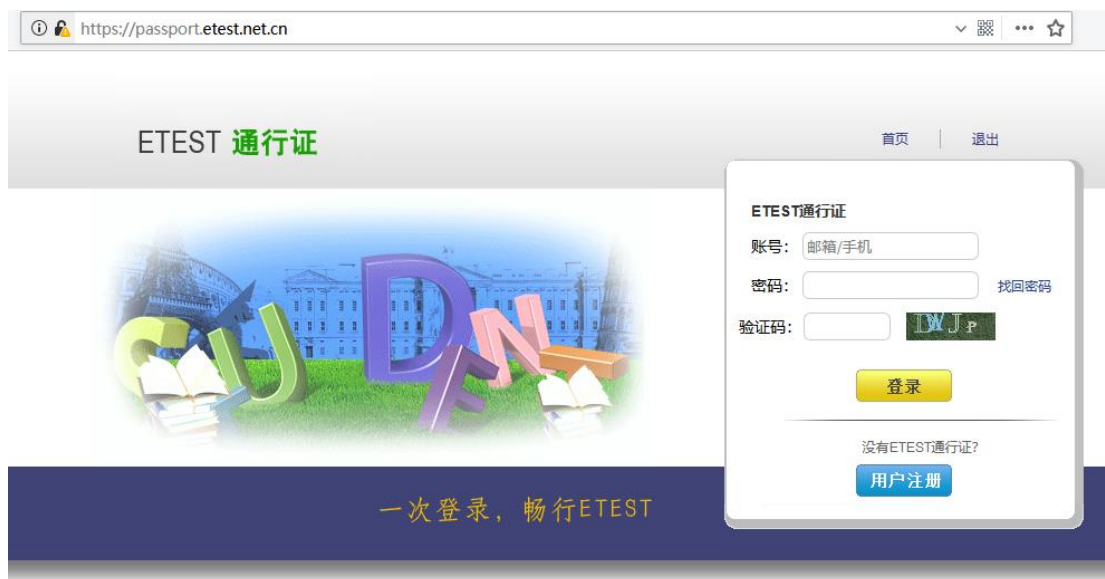 https://passport.etest.net.cn
ETEST 通行证
首页 | 退出
ETEST通行证
账号： 邮箱/手机
密码： 找回密码
验证码： IWJP
登录
没有ETEST通行证?
用户注册
一次登录，畅行ETEST